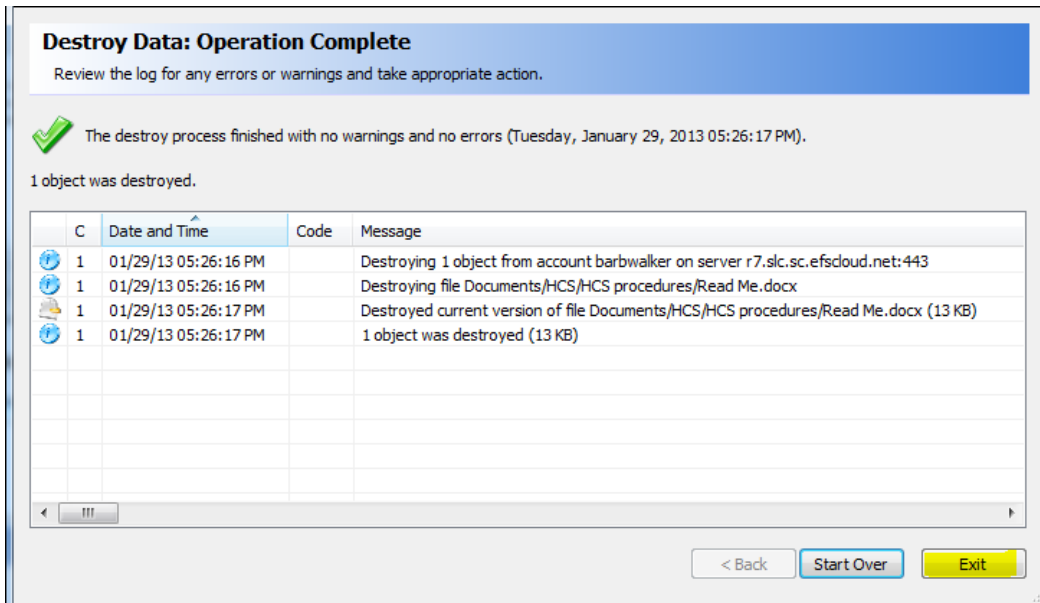 Destroy Data: Operation Complete
Review the log for any errors or warnings and take appropriate action.
The destroy process finished with no warnings and no errors (Tuesday, January 29, 2013 05:26:17 PM).
1 object was destroyed.
C Date and Time Code Message
1 01/29/13 05:26:16 PM Destroying 1 object from account barbwalker on server r7.slc.sc.efscloud.net:443
1 01/29/13 05:26:16 PM Destroying file Documents/HCS/HCS procedures/Read Me.docx
1 01/29/13 05:26:17 PM Destroyed current version of file Documents/HCS/HCS procedures/Read Me.docx (13 KB)
1 01/29/13 05:26:17 PM 1 object was destroyed (13 KB)
< Back Start Over Exit